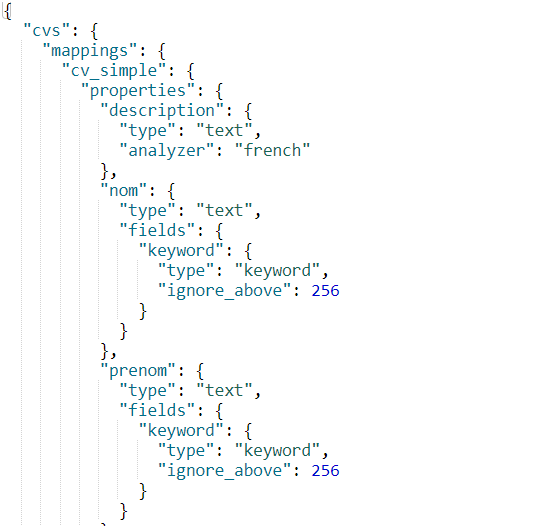 {
  "cvs": {
    "mappings": {
      "cv_simple": {
        "properties": {
          "description": {
            "type": "text",
            "analyzer": "french"
          },
          "nom": {
            "type": "text",
            "fields": {
              "keyword": {
                "type": "keyword",
                "ignore_above": 256
              }
            }
          },
          "prenom": {
            "type": "text",
            "fields": {
              "keyword": {
                "type": "keyword",
                "ignore_above": 256
              }
            }
          }